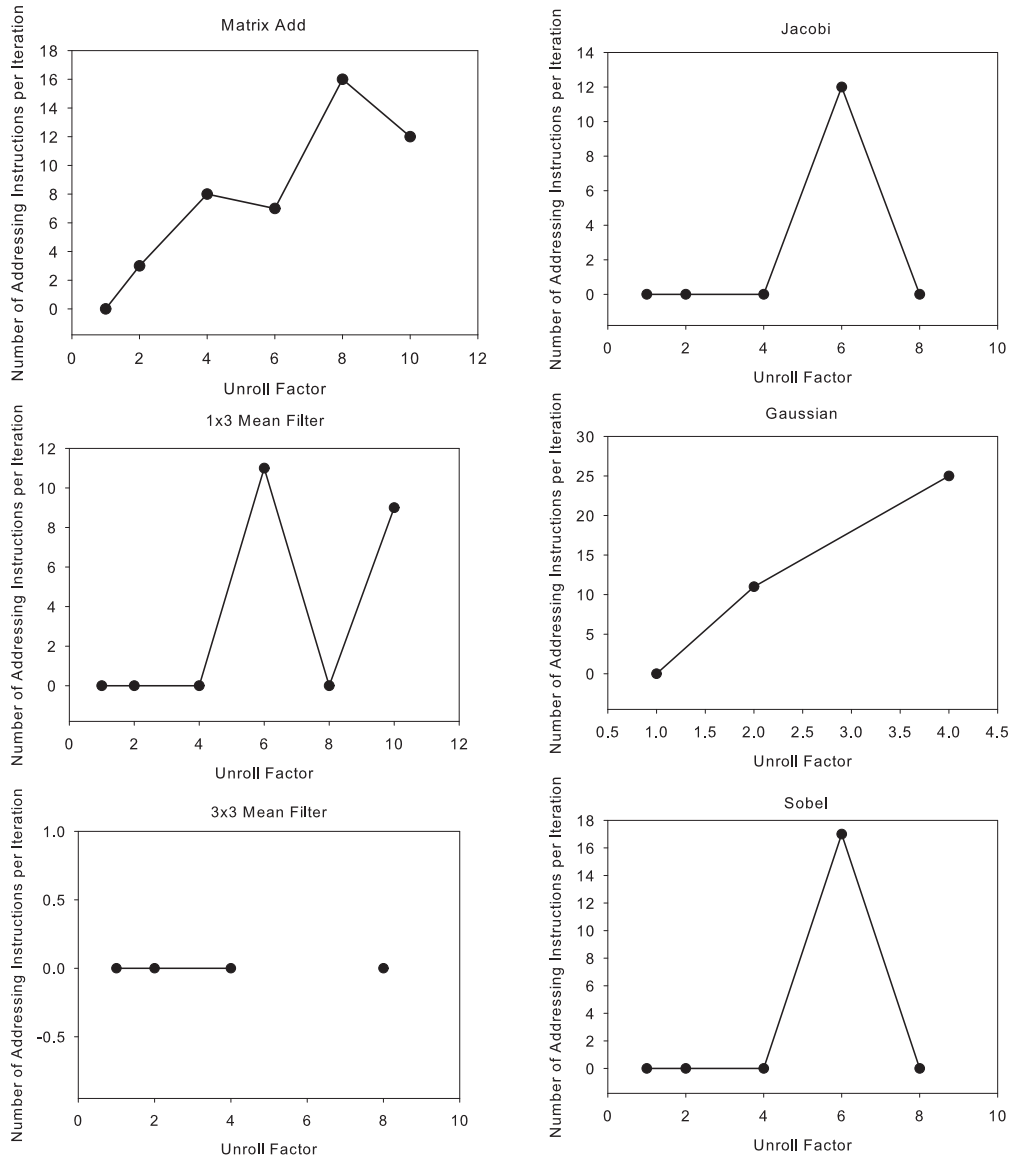 Matrix Add
Number of Addressing Instructions per Iteration
18
16
14
12
10
8
6
4
2
0
0 2 4 6 8 10 12
Unroll Factor
Jacobi
Number of Addressing Instructions per Iteration
14
12
10
8
6
4
2
0
0 2 4 6 8 10
Unroll Factor
1x3 Mean Filter
Number of Addressing Instructions per Iteration
12
10
8
6
4
2
0
0 2 4 6 8 10 12
Unroll Factor
Gaussian
Number of Addressing Instructions per Iteration
30
25
20
15
10
5
0
0.5 1.0 1.5 2.0 2.5 3.0 3.5 4.0 4.5
Unroll Factor
3x3 Mean Filter
Number of Addressing Instructions per Iteration
1.0
0.5
0.0
-0.5
0 2 4 6 8 10
Unroll Factor
Sobel
Number of Addressing Instructions per Iteration
18
16
14
12
10
8
6
4
2
0
0 2 4 6 8 10
Unroll Factor